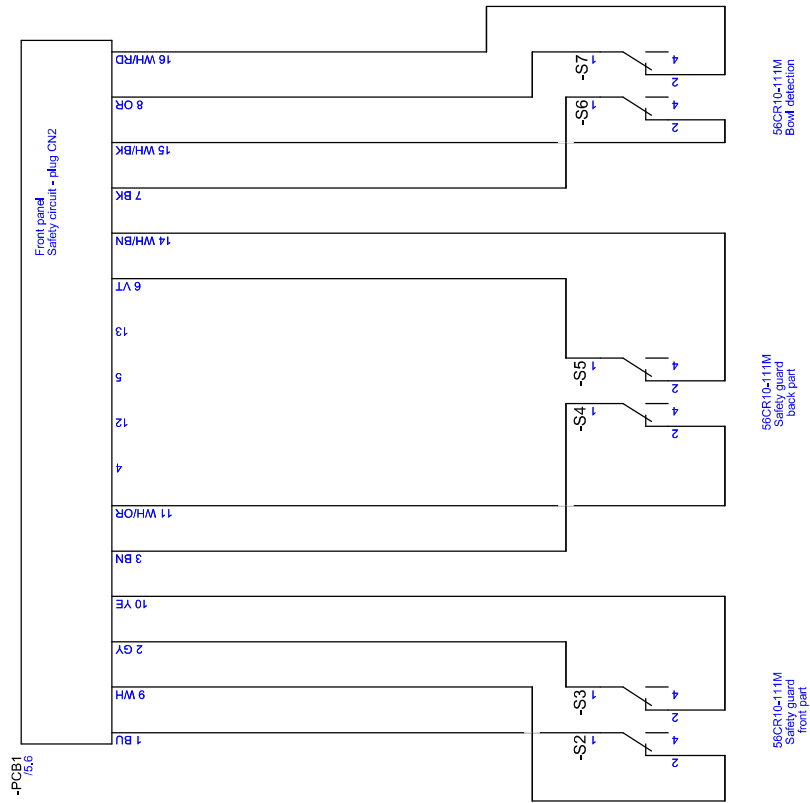 Front panel
Safety circuit - plug CN2
-PCB1
/5.6
16 WH/RD
8 OR
15 WH/BK
7 BK
14 WH/BN
6 VT
13
5
12
4
11 WH/OR
3 BN
10 YE
2 GY
9 WH
1 BU
-S7
1
4
2
-S6
1
4
2
56CR10-111M
Bowl detection
-S5
1
4
2
-S4
1
4
2
56CR10-111M
Safety guard
back part
-S3
1
4
2
-S2
1
4
2
56CR10-111M
Safety guard
front part